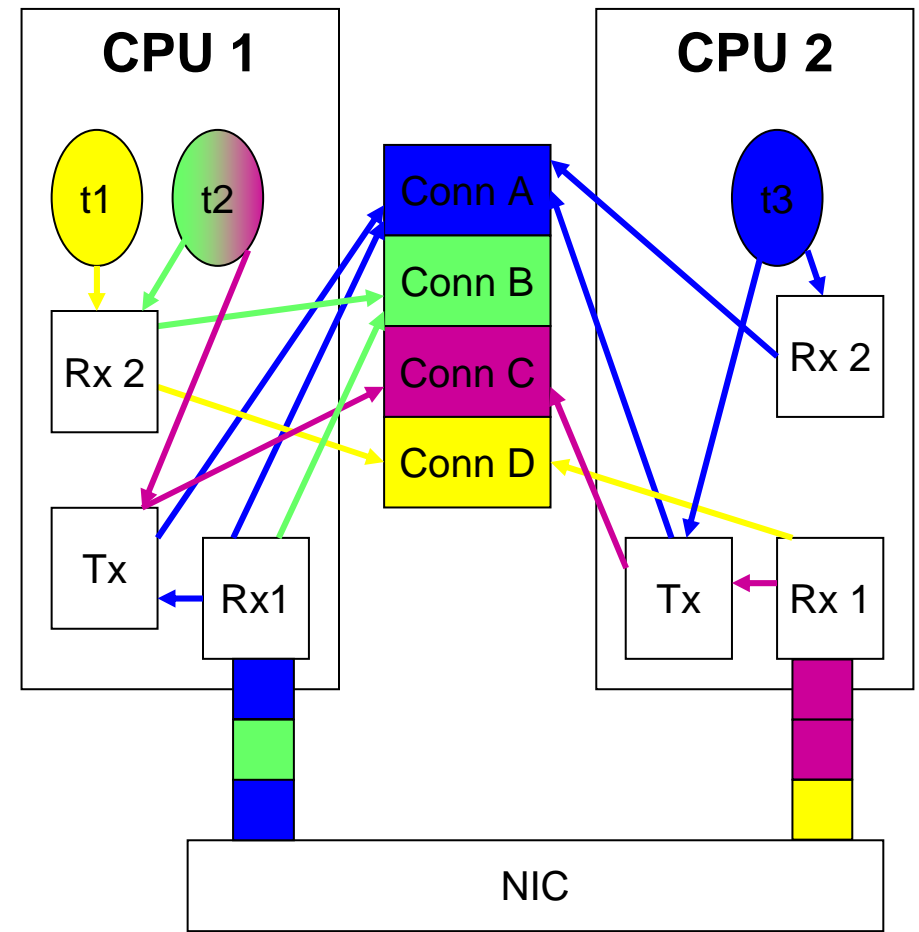 CPU 1
CPU 2
t1
t2
t3
Conn A
Conn B
Conn C
Conn D
Rx 2
Rx 2
Tx
Rx1
Tx
Rx 1
NIC